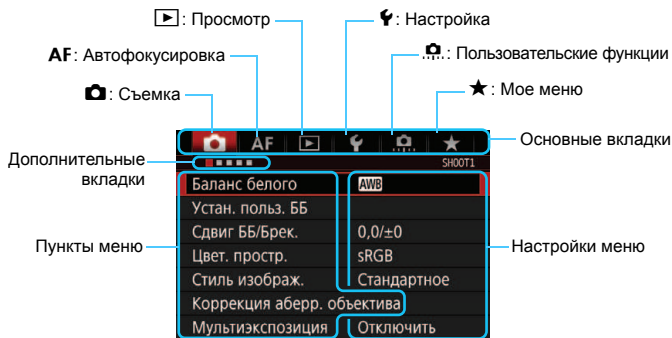 ▶: Просмотр
: Настройка
AF: Автофокусировка
: Пользовательские функции
: Съемка
★: Мое меню
AF
Основные вкладки
Дополнительные
вкладки
SHOOT1
Баланс белого AWB
Устан. польз. ББ
Сдвиг ББ/Брек. 0,0/±0
Пункты меню
Настройки меню
Цвет. простр. sRGB
Стиль изображ. Стандартное
Коррекция аберр. объектива
Мультиэкспозиция Отключить